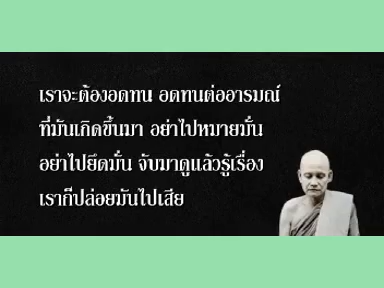 เราจะต้องอดทน อดทนต่ออารมณ์
ที่มันเกิดขึ้นมา อย่าไปหมายมั่น
อย่าไปยึดมั่น จับมาดูแล้วรู้เรื่อง
เราก็ปล่อยมันไปเสีย